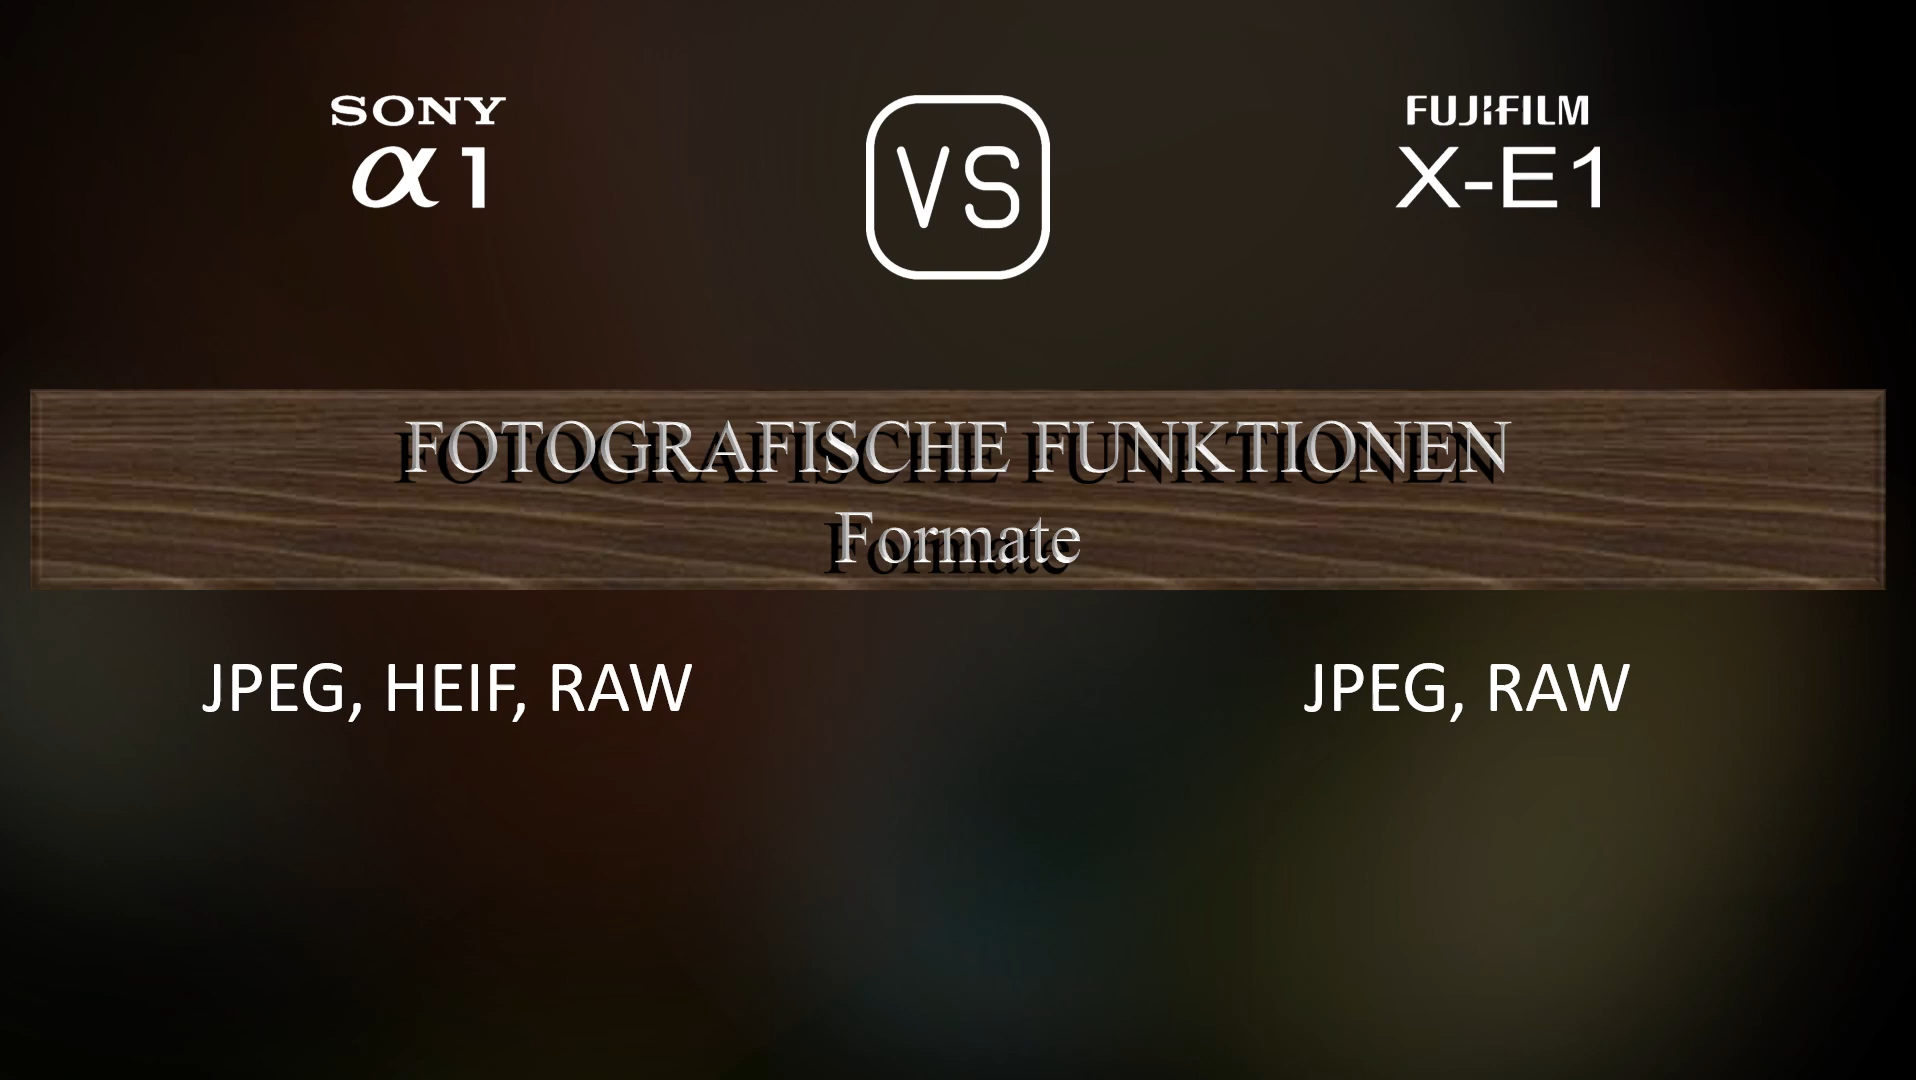 SONY
α1
VS
FUJIFILM
X-E1
FOTOGRAFISCHE FUNKTIONEN
Formate
JPEG, HEIF, RAW
JPEG, RAW